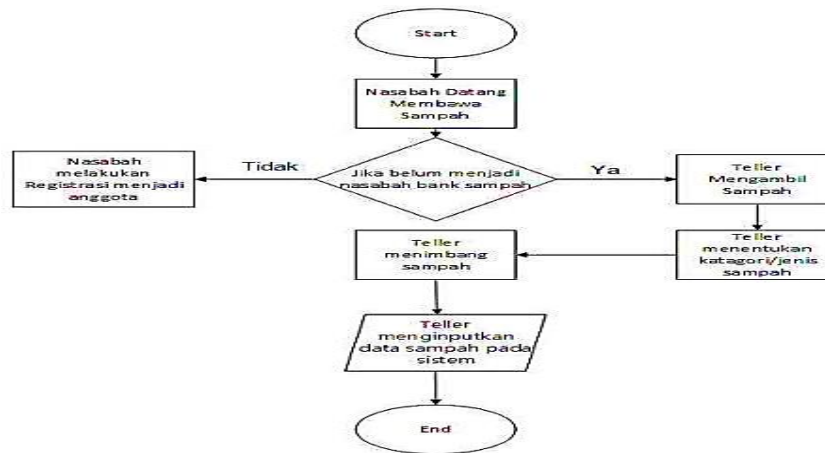 Start
Nasabah Datang
Membawa
Sampah
Jika belum menjadi
nasabah bank sampah
Tidak
Nasabah
melakukan
Registrasi menjadi
anggota
Ya
Teller
Mengambil
Sampah
Teller
menentukan
katagori/jenis
sampah
Teller
menimbang
sampah
Teller
menginputkan
data sampah pada
sistem
End